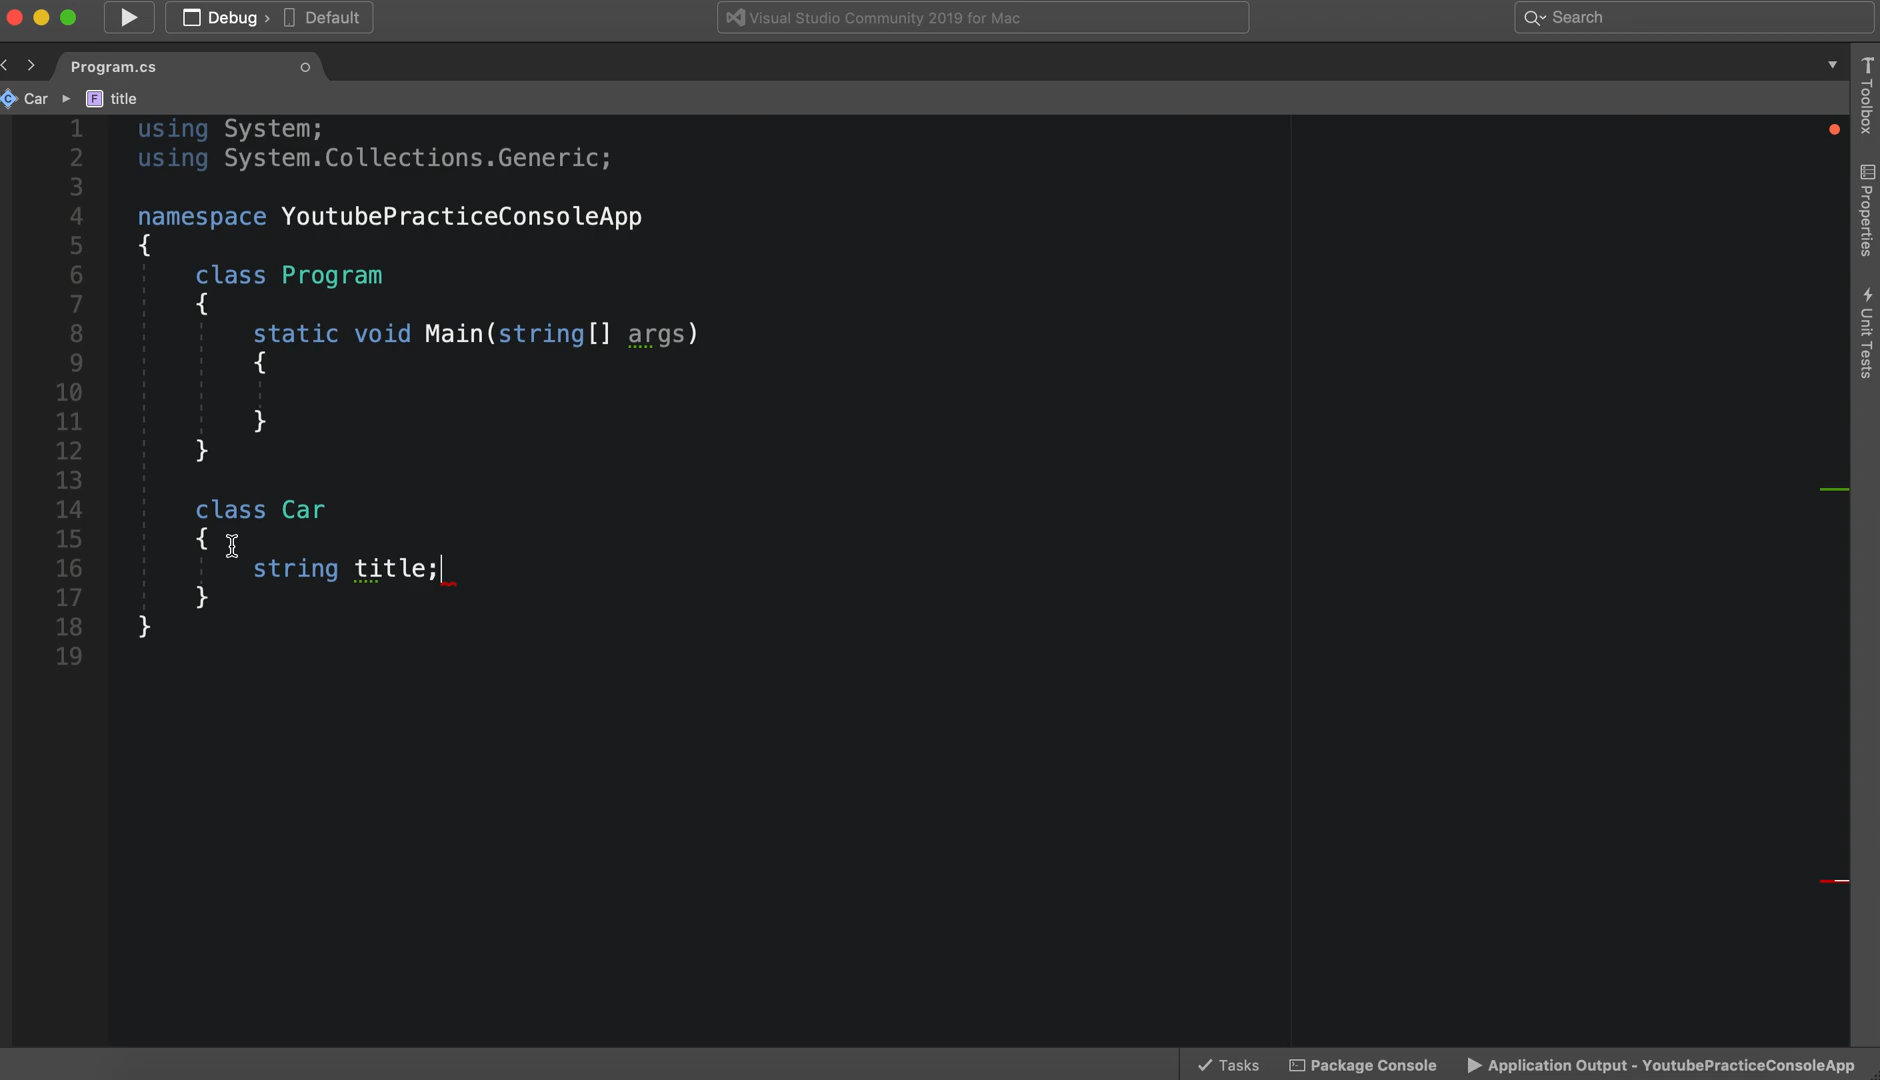 Debug › Default
Visual Studio Community 2019 for Mac
Search
Program.cs
Car ▸ F title
1 using System;
2 using System.Collections.Generic;
3
4 namespace YoutubePracticeConsoleApp
5 {
6 class Program
7 {
8 static void Main(string[] args)
9 {
10
11 }
12 }
13
14 class Car
15 {
16 string title;
17 }
18 }
19
Toolbox
Properties
Unit Tests
Tasks
Package Console
Application Output - YoutubePracticeConsoleApp